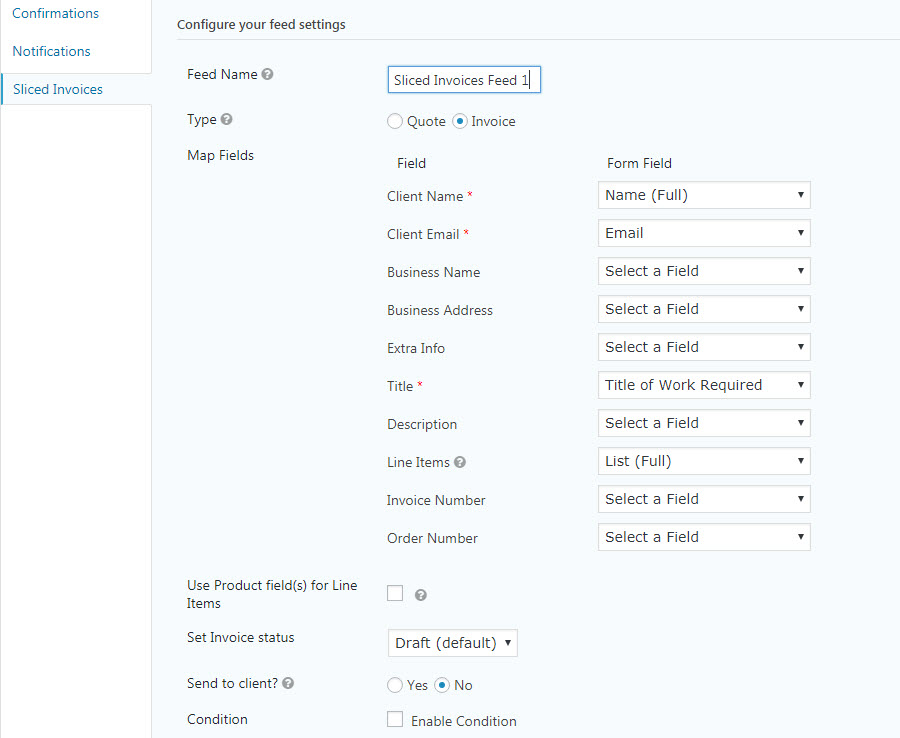 Confirmations
Notifications
Sliced Invoices
Configure your feed settings
Feed Name
Sliced Invoices Feed 1
Type
Quote Invoice
Map Fields
Field Form Field
Client Name * Name (Full)
Client Email * Email
Business Name Select a Field
Business Address Select a Field
Extra Info Select a Field
Title * Title of Work Required
Description Select a Field
Line Items ? List (Full)
Invoice Number Select a Field
Order Number Select a Field
Use Product field(s) for Line
Items
?
Set Invoice status Draft (default)
Send to client? ? Yes No
Condition Enable Condition